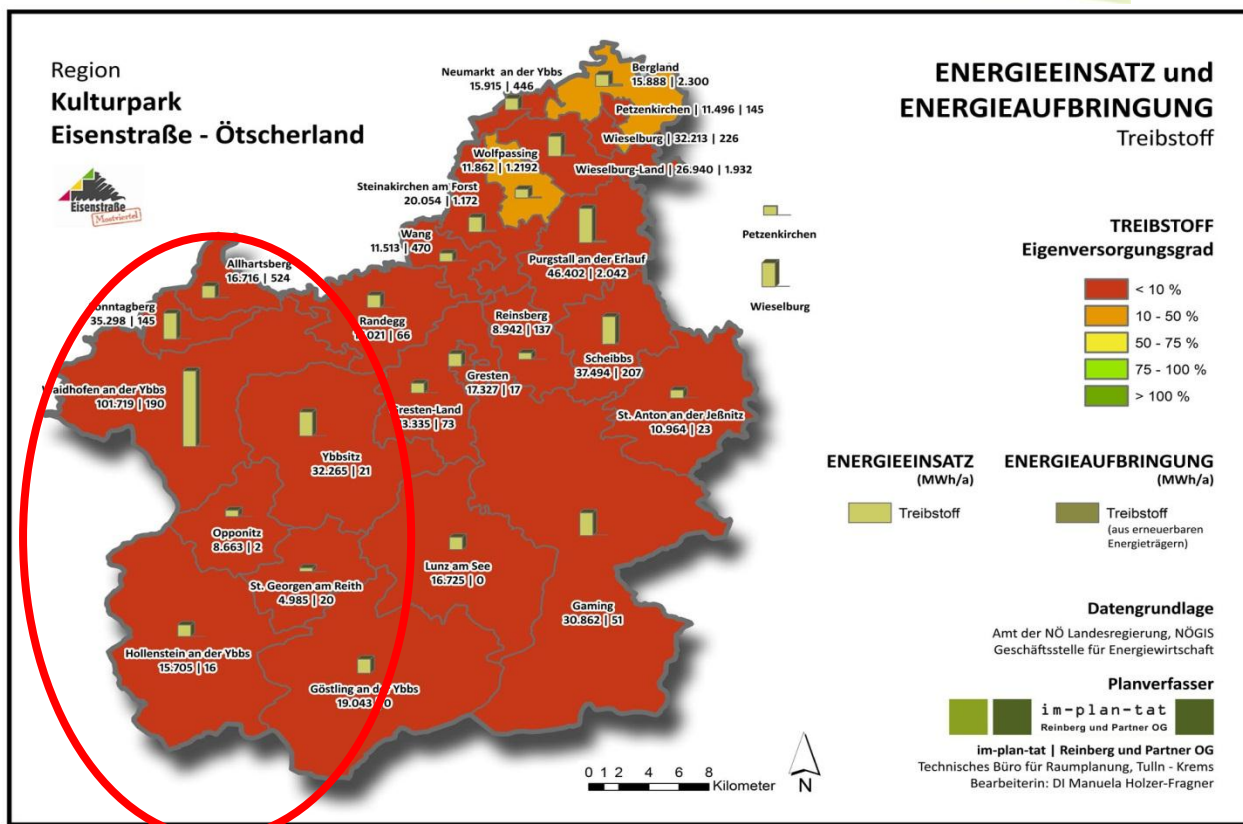 Region
Kulturpark
Eisenstraße - Ötscherland
Eisenstraße
Mostviertel
ENERGIEEINSATZ und
ENERGIEAUFBRINGUNG
Treibstoff
Neumarkt an der Ybbs
15.915 | 446
Bergland
15.888 | 2.300
Petzenkirchen | 11.496 | 145
Wieselburg | 32.213 | 226
Wolfpassing
11.862 | 1.2192
Wieselburg-Land | 26.940 | 1.932
Steinakirchen am Forst
20.054 | 1.172
Wang
11.513 | 470
Purgstall an der Erlauf
46.402 | 2.042
Petzenkirchen
Wieselburg
Allhartsberg
16.716 | 524
onntagberg
35.298 | 145
Randegg
021 | 66
Reinsberg
8.942 | 137
Scheibbs
37.494 | 207
Gresten
17.327 | 17
aidhofen an der Ybbs
101.719 | 190
Gresten-Land
3.335 | 73
St. Anton an der Jeßnitz
10.964 | 23
Ybbsitz
32.265 | 21
Opponitz
8.663 | 2
Lunz am See
16.725 | 0
St. Georgen am Reith
4.985 | 20
Gaming
30.862 | 51
Hollenstein an der Ybbs
15.705 | 16
Göstling an der Ybbs
19.043 | 0
TREIBSTOFF
Eigenversorgungsgrad
< 10 %
10 - 50 %
50 - 75 %
75 - 100 %
> 100 %
ENERGIEEINSATZ
(MWh/a)
Treibstoff
ENERGIEAUFBRINGUNG
(MWh/a)
Treibstoff
(aus erneuerbaren
Energieträgern)
Datengrundlage
Amt der NÖ Landesregierung, NÖGIS
Geschäftsstelle für Energiewirtschaft
Planverfasser
im-plan-tat
Reinberg und Partner OG
im-plan-tat | Reinberg und Partner OG
Technisches Büro für Raumplanung, Tulln - Krems
Bearbeiterin: DI Manuela Holzer-Fragner
0 1 2 4 6 8
Kilometer
N